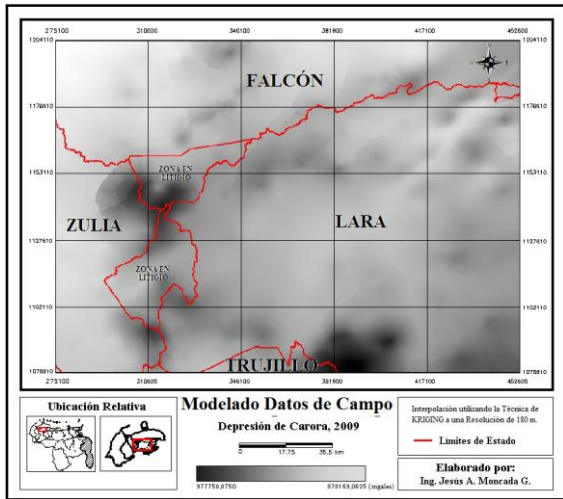 275100 310600 346100 381600 417100 452600
1204110 1204110
FALCÓN
1178610 1178610
1153110 1153110
ZONA EN
LITIGIO
ZULIA
LARA
1127610 1127610
ZONA EN
LITIGIO
1102110 1102110
TRUJILLO
275100 310600 346100 381600 417100 452600
Ubicación Relativa
Modelado Datos de Campo
Depresión de Carora, 2009
0 17,75 35,5 km
Interpolación utilizando la Técnica de
KRIGING a una Resolución de 180 m.
Límites de Estado
Elaborado por:
Ing. Jesús A. Moncada G.